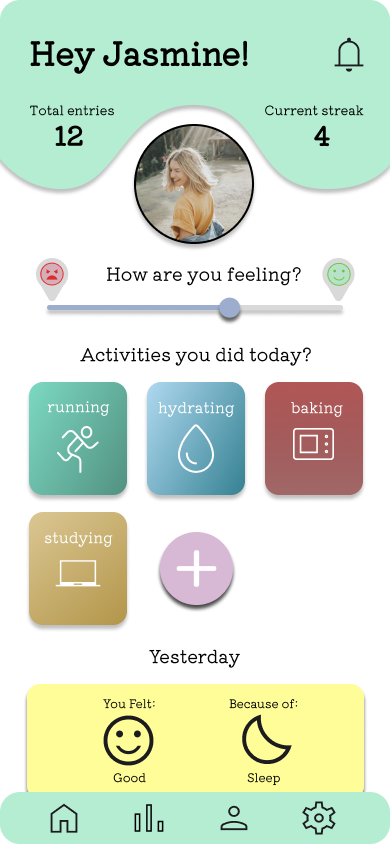 Hey Jasmine!
Total entries
12
Current streak
4
How are you feeling?
Activities you did today?
running
hydrating
baking
studying
Yesterday
You Felt:
Because of:
Good
Sleep